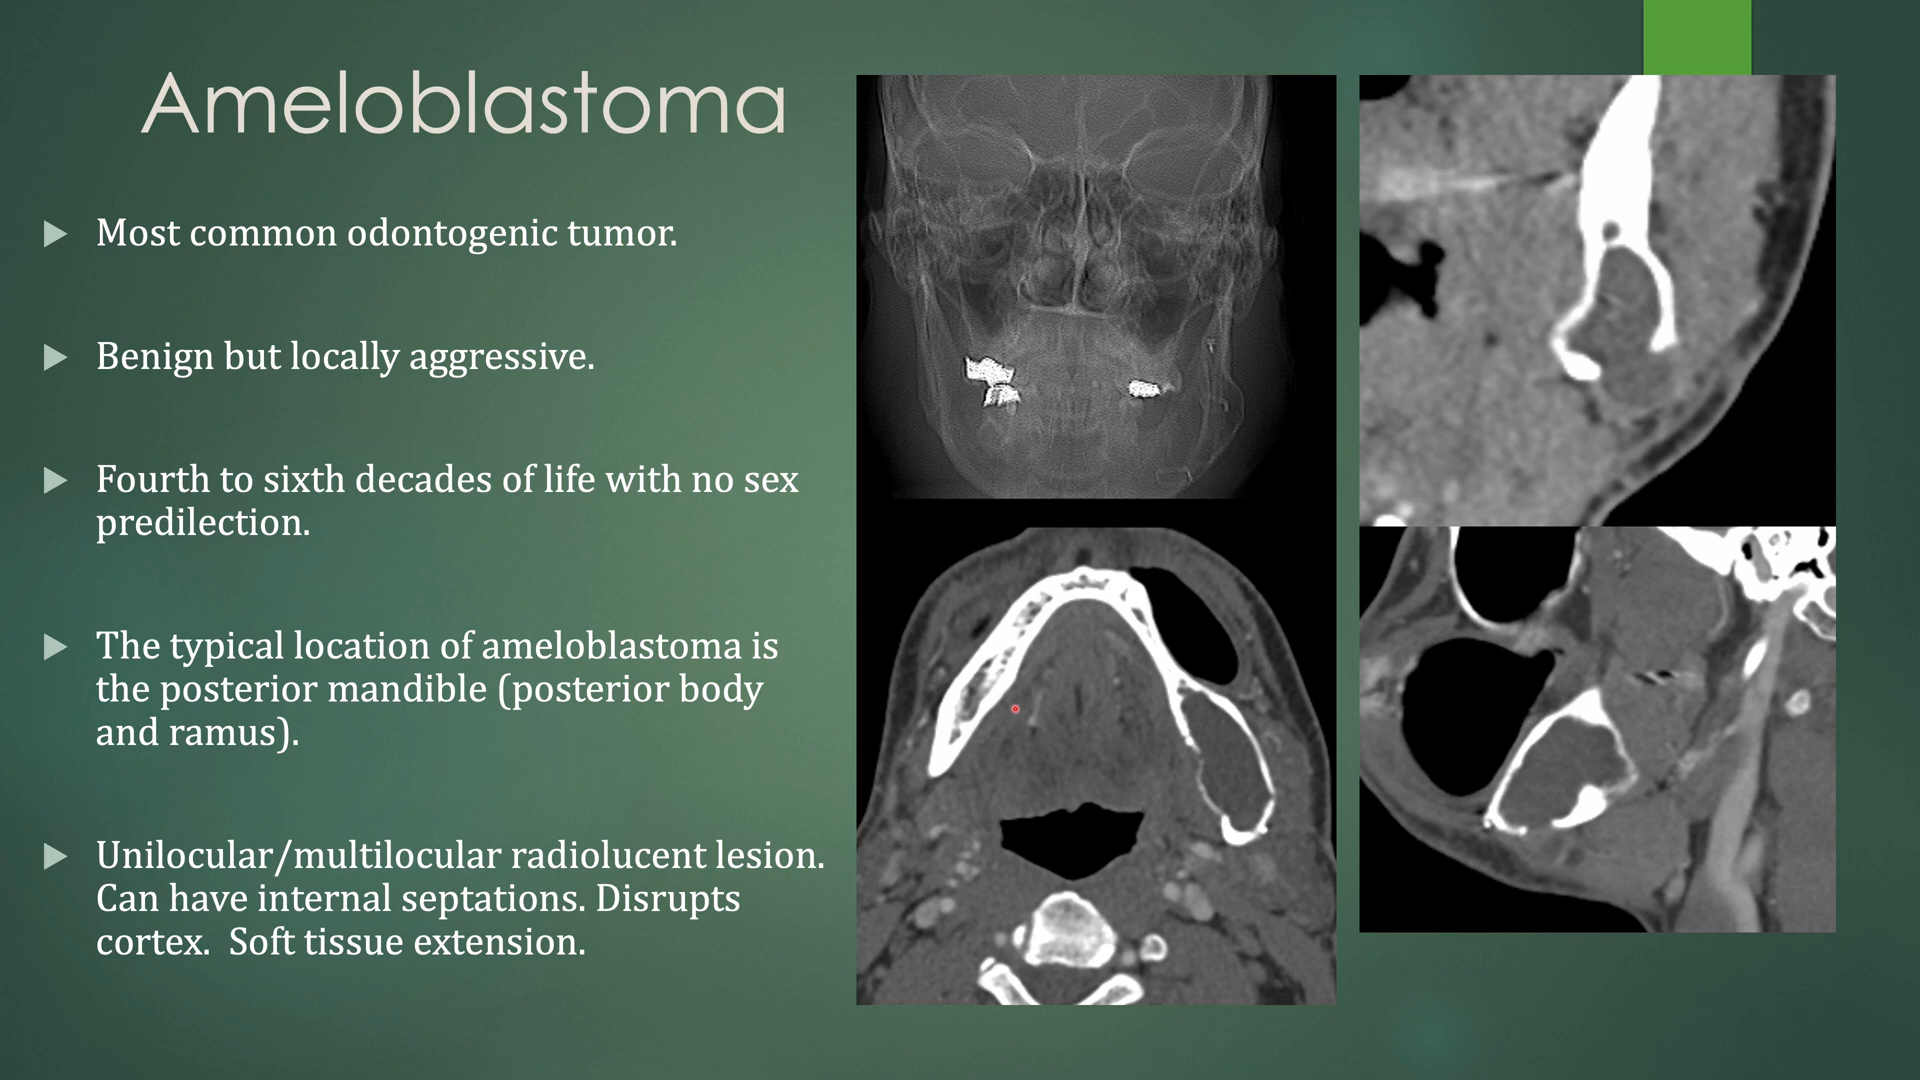 Ameloblastoma
Most common odontogenic tumor.
Benign but locally aggressive.
Fourth to sixth decades of life with no sex
predilection.
The typical location of ameloblastoma is
the posterior mandible (posterior body
and ramus).
Unilocular/multilocular radiolucent lesion.
Can have internal septations. Disrupts
cortex.  Soft tissue extension.